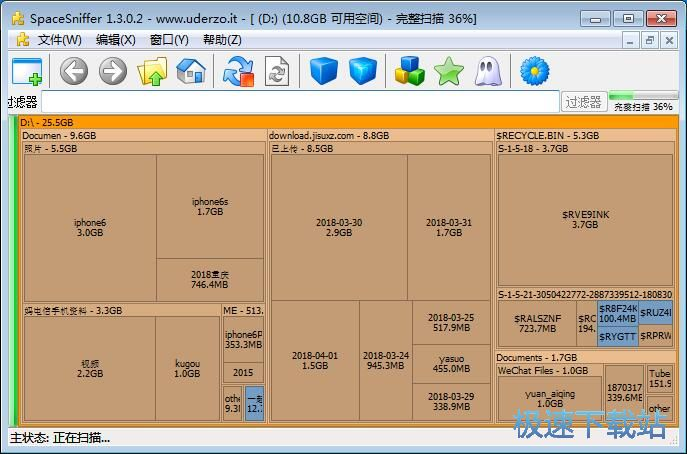 SpaceSniffer 1.3.0.2 - www.uderzo.it - [ (D:) (10.8GB 可用空间) - 完整扫描 36%]
文件(W) 编辑(X) 窗口(Y) 帮助(Z)
过滤器
过滤器
完整扫描 36%
D:\ - 25.5GB
Documen - 9.6GB
照片 - 5.5GB
iphone6
3.0GB
iphone6s
1.7GB
2018重庆
746.4MB
妈电信手机资料 - 3.3GB
视频
2.2GB
kugou
1.0GB
ME - 513.
iphone6F
353.3MB
2015
othe
9.3I
12.
download.jisuxz.com - 8.8GB
已上传 - 8.5GB
2018-03-30
2.9GB
2018-03-31
1.7GB
2018-04-01
1.5GB
2018-03-24
945.3MB
2018-03-25
517.9MB
yasuo
455.0MB
2018-03-29
338.9MB
$RECYCLE.BIN - 5.3GB
S-1-5-18 - 3.7GB
$RVE9INK
3.7GB
S-1-5-21-3050422772-2887339512-180830
$RALSZNF
723.7MB
$RC
194.
$R8F24K
100.4MB
$RYGTT
$RUZ4I
$RPRW
Documents - 1.7GB
WeChat Files - 1.0GB
yuan_aiqing
1.0GB
1870317
339.6ME
Tube
151.9
other
极速下载站
主状态: 正在扫描...